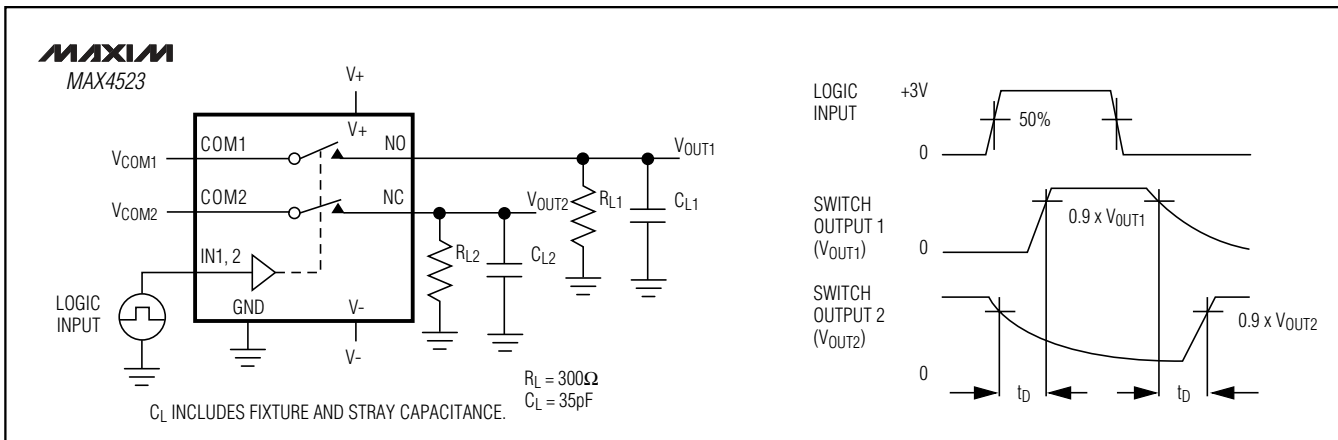 MAXIM
MAX4523
V+
V+
COM1
NO
VCOM1
VOUT1
COM2
NC
VCOM2
VOUT2
RL1
CL1
IN1, 2
RL2
CL2
LOGIC
INPUT
GND
V-
V-
RL = 300Ω
CL = 35pF
CL INCLUDES FIXTURE AND STRAY CAPACITANCE.
LOGIC
INPUT
+3V
50%
0
SWITCH
OUTPUT 1
(VOUT1)
0.9 x VOUT1
0
SWITCH
OUTPUT 2
(VOUT2)
0.9 x VOUT2
0
tD
tD